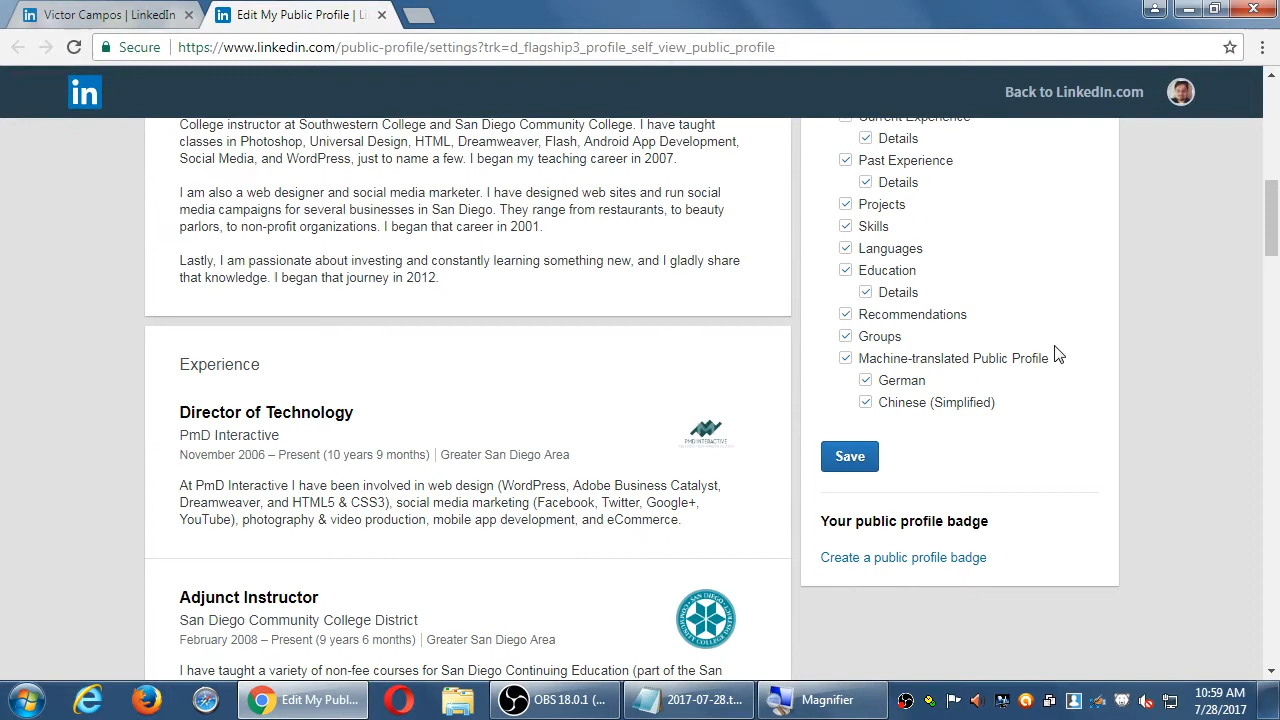 Victor Campos | LinkedIn
Edit My Public Profile | L
Secure
https://www.linkedin.com/public-profile/settings?trk=d_flagship3_profile_self_view_public_profile
in
Back to LinkedIn.com
College instructor at Southwestern College and San Diego Community College. I have taught
classes in Photoshop, Universal Design, HTML, Dreamweaver, Flash, Android App Development,
Social Media, and WordPress, just to name a few. I began my teaching career in 2007.
I am also a web designer and social media marketer. I have designed web sites and run social
media campaigns for several businesses in San Diego. They range from restaurants, to beauty
parlors, to non-profit organizations. I began that career in 2001.
Lastly, I am passionate about investing and constantly learning something new, and I gladly share
that knowledge. I began that journey in 2012.
Experience
Director of Technology
PmD Interactive
November 2006 – Present (10 years 9 months) | Greater San Diego Area
PMD INTERACTIVE
At PmD Interactive I have been involved in web design (WordPress, Adobe Business Catalyst,
Dreamweaver, and HTML5 & CSS3), social media marketing (Facebook, Twitter, Google+,
YouTube), photography & video production, mobile app development, and eCommerce.
Adjunct Instructor
San Diego Community College District
February 2008 – Present (9 years 6 months) | Greater San Diego Area
I have taught a variety of non-fee courses for San Diego Continuing Education (part of the San
Current Experience
Details
Past Experience
Details
Projects
Skills
Languages
Education
Details
Recommendations
Groups
Machine-translated Public Profile
German
Chinese (Simplified)
Save
Your public profile badge
Create a public profile badge
Edit My Publ...
OBS 18.0.1 (...
2017-07-28.t...
Magnifier
10:59 AM
7/28/2017